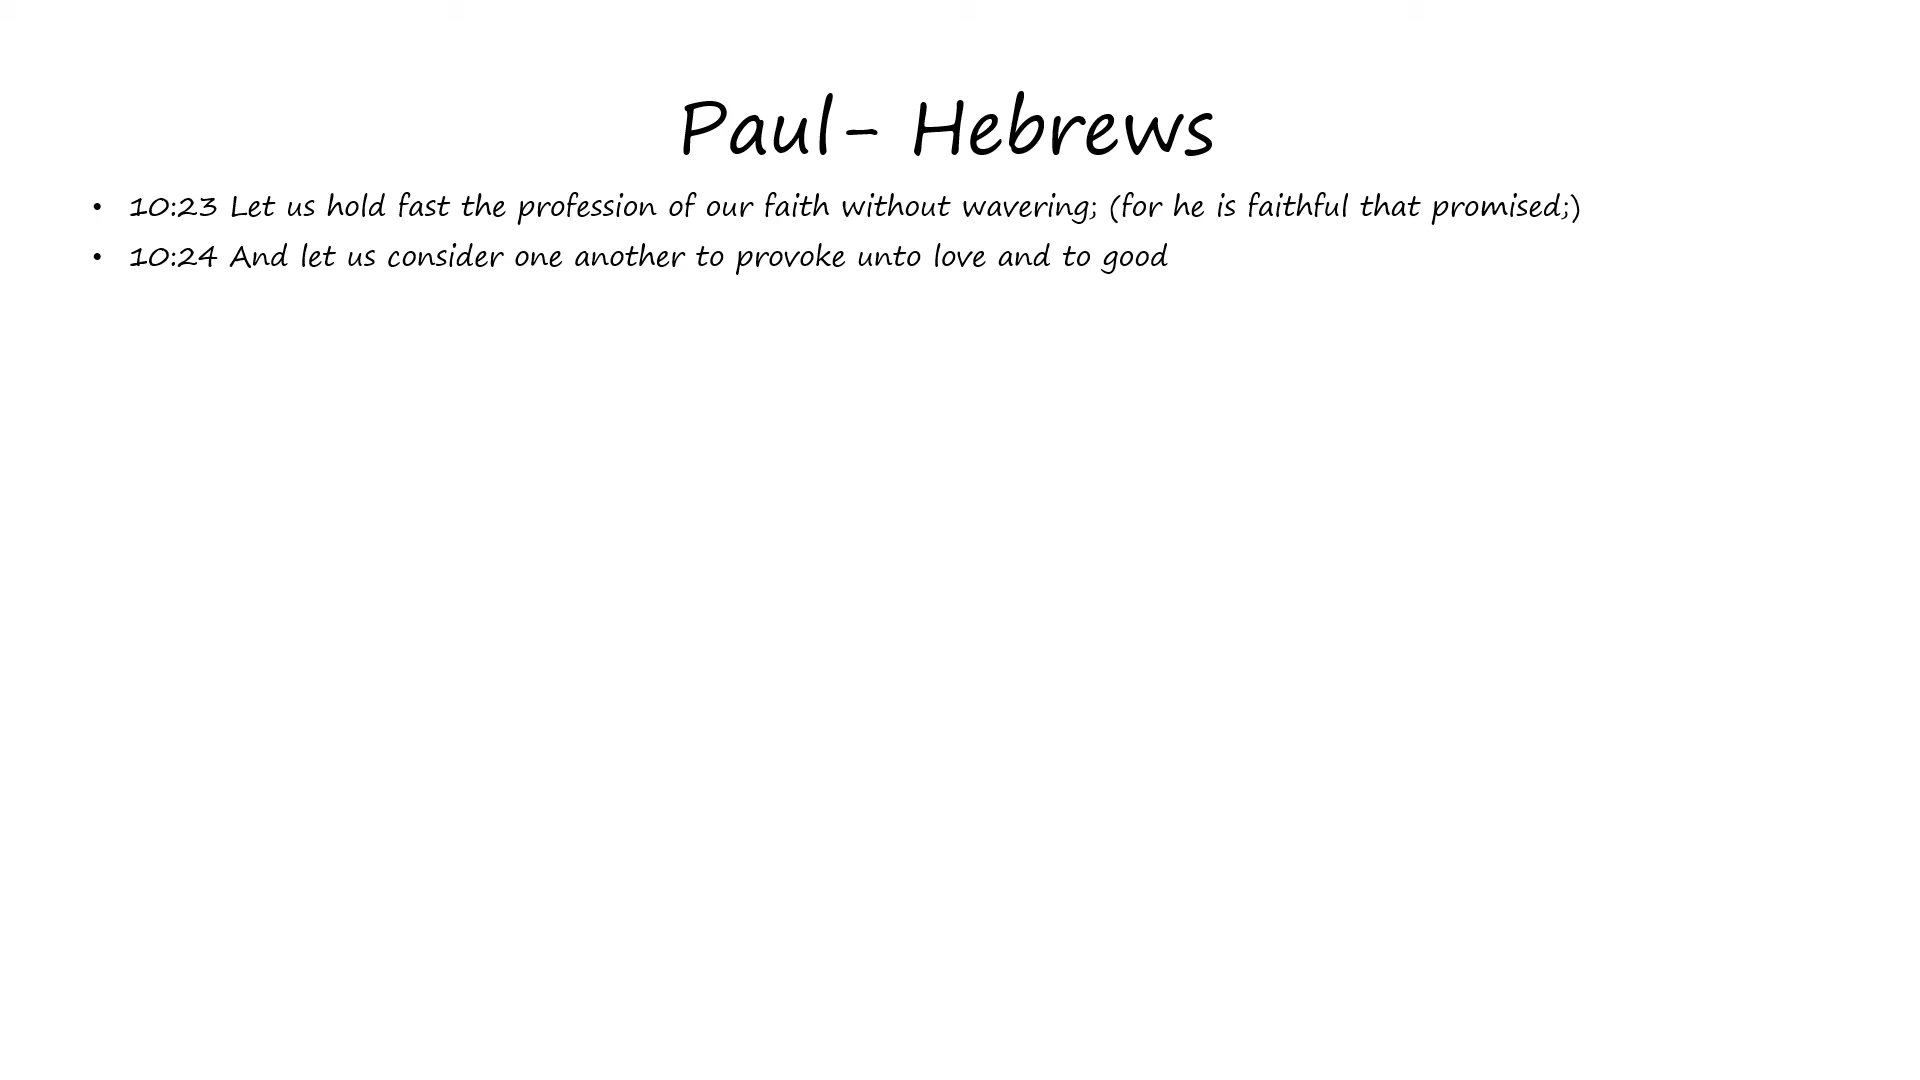 Paul- Hebrews
• 10:23 Let us hold fast the profession of our faith without wavering; (for he is faithful that promised;)
• 10:24 And let us consider one another to provoke unto love and to good